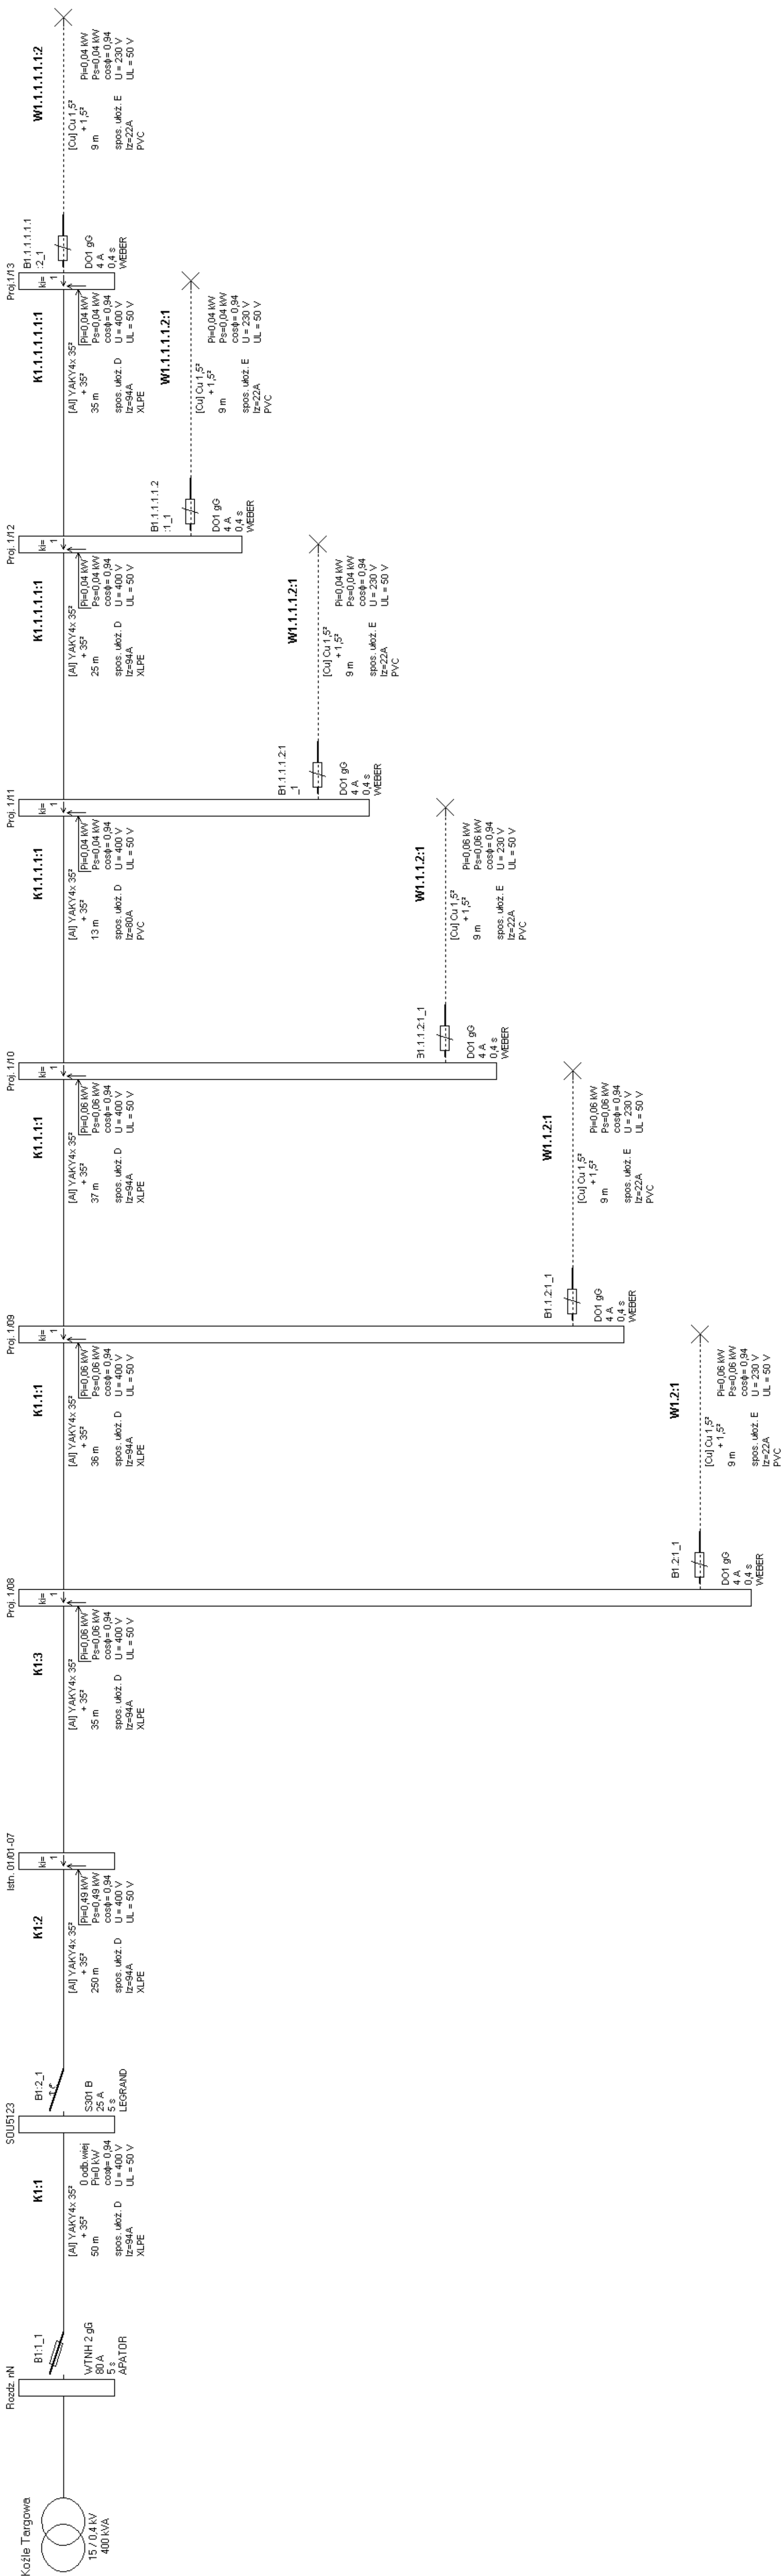 Koźle Targowa
15 / 0,4 kV
400 kVA
Rozdz. nN
B1:1_1
WTNH 2 gG
80 A
5 s
APATOR
K1:1
[Al] YAKY4x 35²
+ 35²
50 m
spos. ułoż. D
Iz=94A
XLPE
0 odb.wiej
Pi=0 kW
cosϕ= 0,94
U = 400 V
UL = 50 V
SOU5123
B1:2_1
S301 B
25 A
5 s
LEGRAND
K1:2
[Al] YAKY4x 35²
+ 35²
250 m
spos. ułoż. D
Iz=94A
XLPE
Pi=0,49 kW
Ps=0,49 kW
cosϕ= 0,94
U = 400 V
UL = 50 V
Istn. 01/01-07
ki=
1
K1:3
[Al] YAKY4x 35²
+ 35²
35 m
spos. ułoż. D
Iz=94A
XLPE
Pi=0,06 kW
Ps=0,06 kW
cosϕ= 0,94
U = 400 V
UL = 50 V
Proj. 1/08
ki=
1
B1.2:1_1
DO1 gG
4 A
0,4 s
WEBER
W1.2:1
[Cu] Cu 1,5²
+ 1,5²
9 m
spos. ułoż. E
Iz=22A
PVC
Pi=0,06 kW
Ps=0,06 kW
cosϕ= 0,94
U = 230 V
UL = 50 V
K1.1:1
[Al] YAKY4x 35²
+ 35²
36 m
spos. ułoż. D
Iz=94A
XLPE
Pi=0,06 kW
Ps=0,06 kW
cosϕ= 0,94
U = 400 V
UL = 50 V
Proj. 1/09
ki=
1
B1.1.2:1_1
DO1 gG
4 A
0,4 s
WEBER
W1.1.2:1
[Cu] Cu 1,5²
+ 1,5²
9 m
spos. ułoż. E
Iz=22A
PVC
Pi=0,06 kW
Ps=0,06 kW
cosϕ= 0,94
U = 230 V
UL = 50 V
K1.1.1:1
[Al] YAKY4x 35²
+ 35²
37 m
spos. ułoż. D
Iz=94A
XLPE
Pi=0,06 kW
Ps=0,06 kW
cosϕ= 0,94
U = 400 V
UL = 50 V
Proj. 1/10
ki=
1
B1.1.1.2:1_1
DO1 gG
4 A
0,4 s
WEBER
W1.1.1.2:1
[Cu] Cu 1,5²
+ 1,5²
9 m
spos. ułoż. E
Iz=22A
PVC
Pi=0,06 kW
Ps=0,06 kW
cosϕ= 0,94
U = 230 V
UL = 50 V
K1.1.1.1:1
[Al] YAKY4x 35²
+ 35²
13 m
spos. ułoż. D
Iz=80A
PVC
Pi=0,04 kW
Ps=0,04 kW
cosϕ= 0,94
U = 400 V
UL = 50 V
Proj. 1/11
ki=
1
B1.1.1.1.2:1
_1
DO1 gG
4 A
0,4 s
WEBER
W1.1.1.1.2:1
[Cu] Cu 1,5²
+ 1,5²
9 m
spos. ułoż. E
Iz=22A
PVC
Pi=0,04 kW
Ps=0,04 kW
cosϕ= 0,94
U = 230 V
UL = 50 V
K1.1.1.1.1:1
[Al] YAKY4x 35²
+ 35²
25 m
spos. ułoż. D
Iz=94A
XLPE
Pi=0,04 kW
Ps=0,04 kW
cosϕ= 0,94
U = 400 V
UL = 50 V
Proj. 1/12
ki=
1
B1.1.1.1.1.2
:1_1
DO1 gG
4 A
0,4 s
WEBER
W1.1.1.1.1.2:1
[Cu] Cu 1,5²
+ 1,5²
9 m
spos. ułoż. E
Iz=22A
PVC
Pi=0,04 kW
Ps=0,04 kW
cosϕ= 0,94
U = 230 V
UL = 50 V
K1.1.1.1.1.1:1
[Al] YAKY4x 35²
+ 35²
35 m
spos. ułoż. D
Iz=94A
XLPE
Pi=0,04 kW
Ps=0,04 kW
cosϕ= 0,94
U = 400 V
UL = 50 V
Proj.1/13
ki=
1
B1.1.1.1.1.1
:2_1
DO1 gG
4 A
0,4 s
WEBER
W1.1.1.1.1.1:2
[Cu] Cu 1,5²
+ 1,5²
9 m
spos. ułoż. E
Iz=22A
PVC
Pi=0,04 kW
Ps=0,04 kW
cosϕ= 0,94
U = 230 V
UL = 50 V